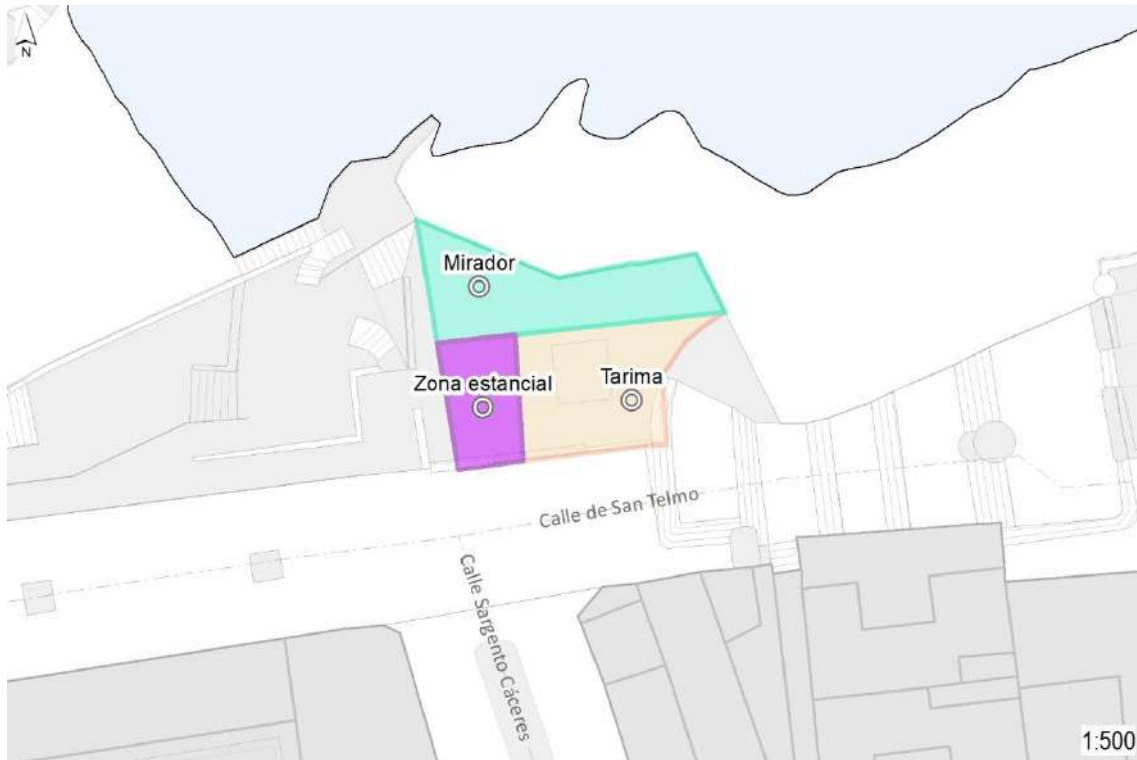 N
Mirador
Zona estancial
Tarima
Calle de San Telmo
Calle Sargento Cáceres
1:500